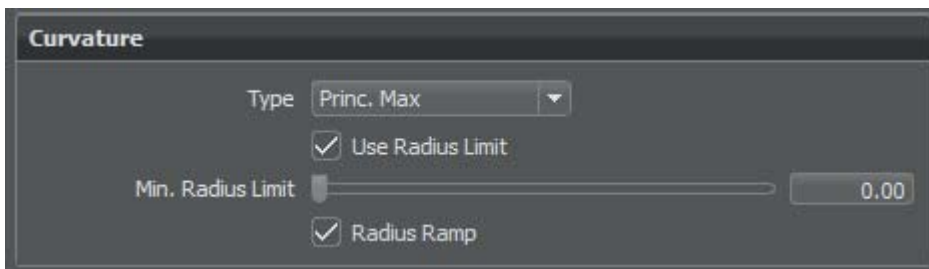 Curvature
Type Princ. Max
Use Radius Limit
Min. Radius Limit 0.00
Radius Ramp